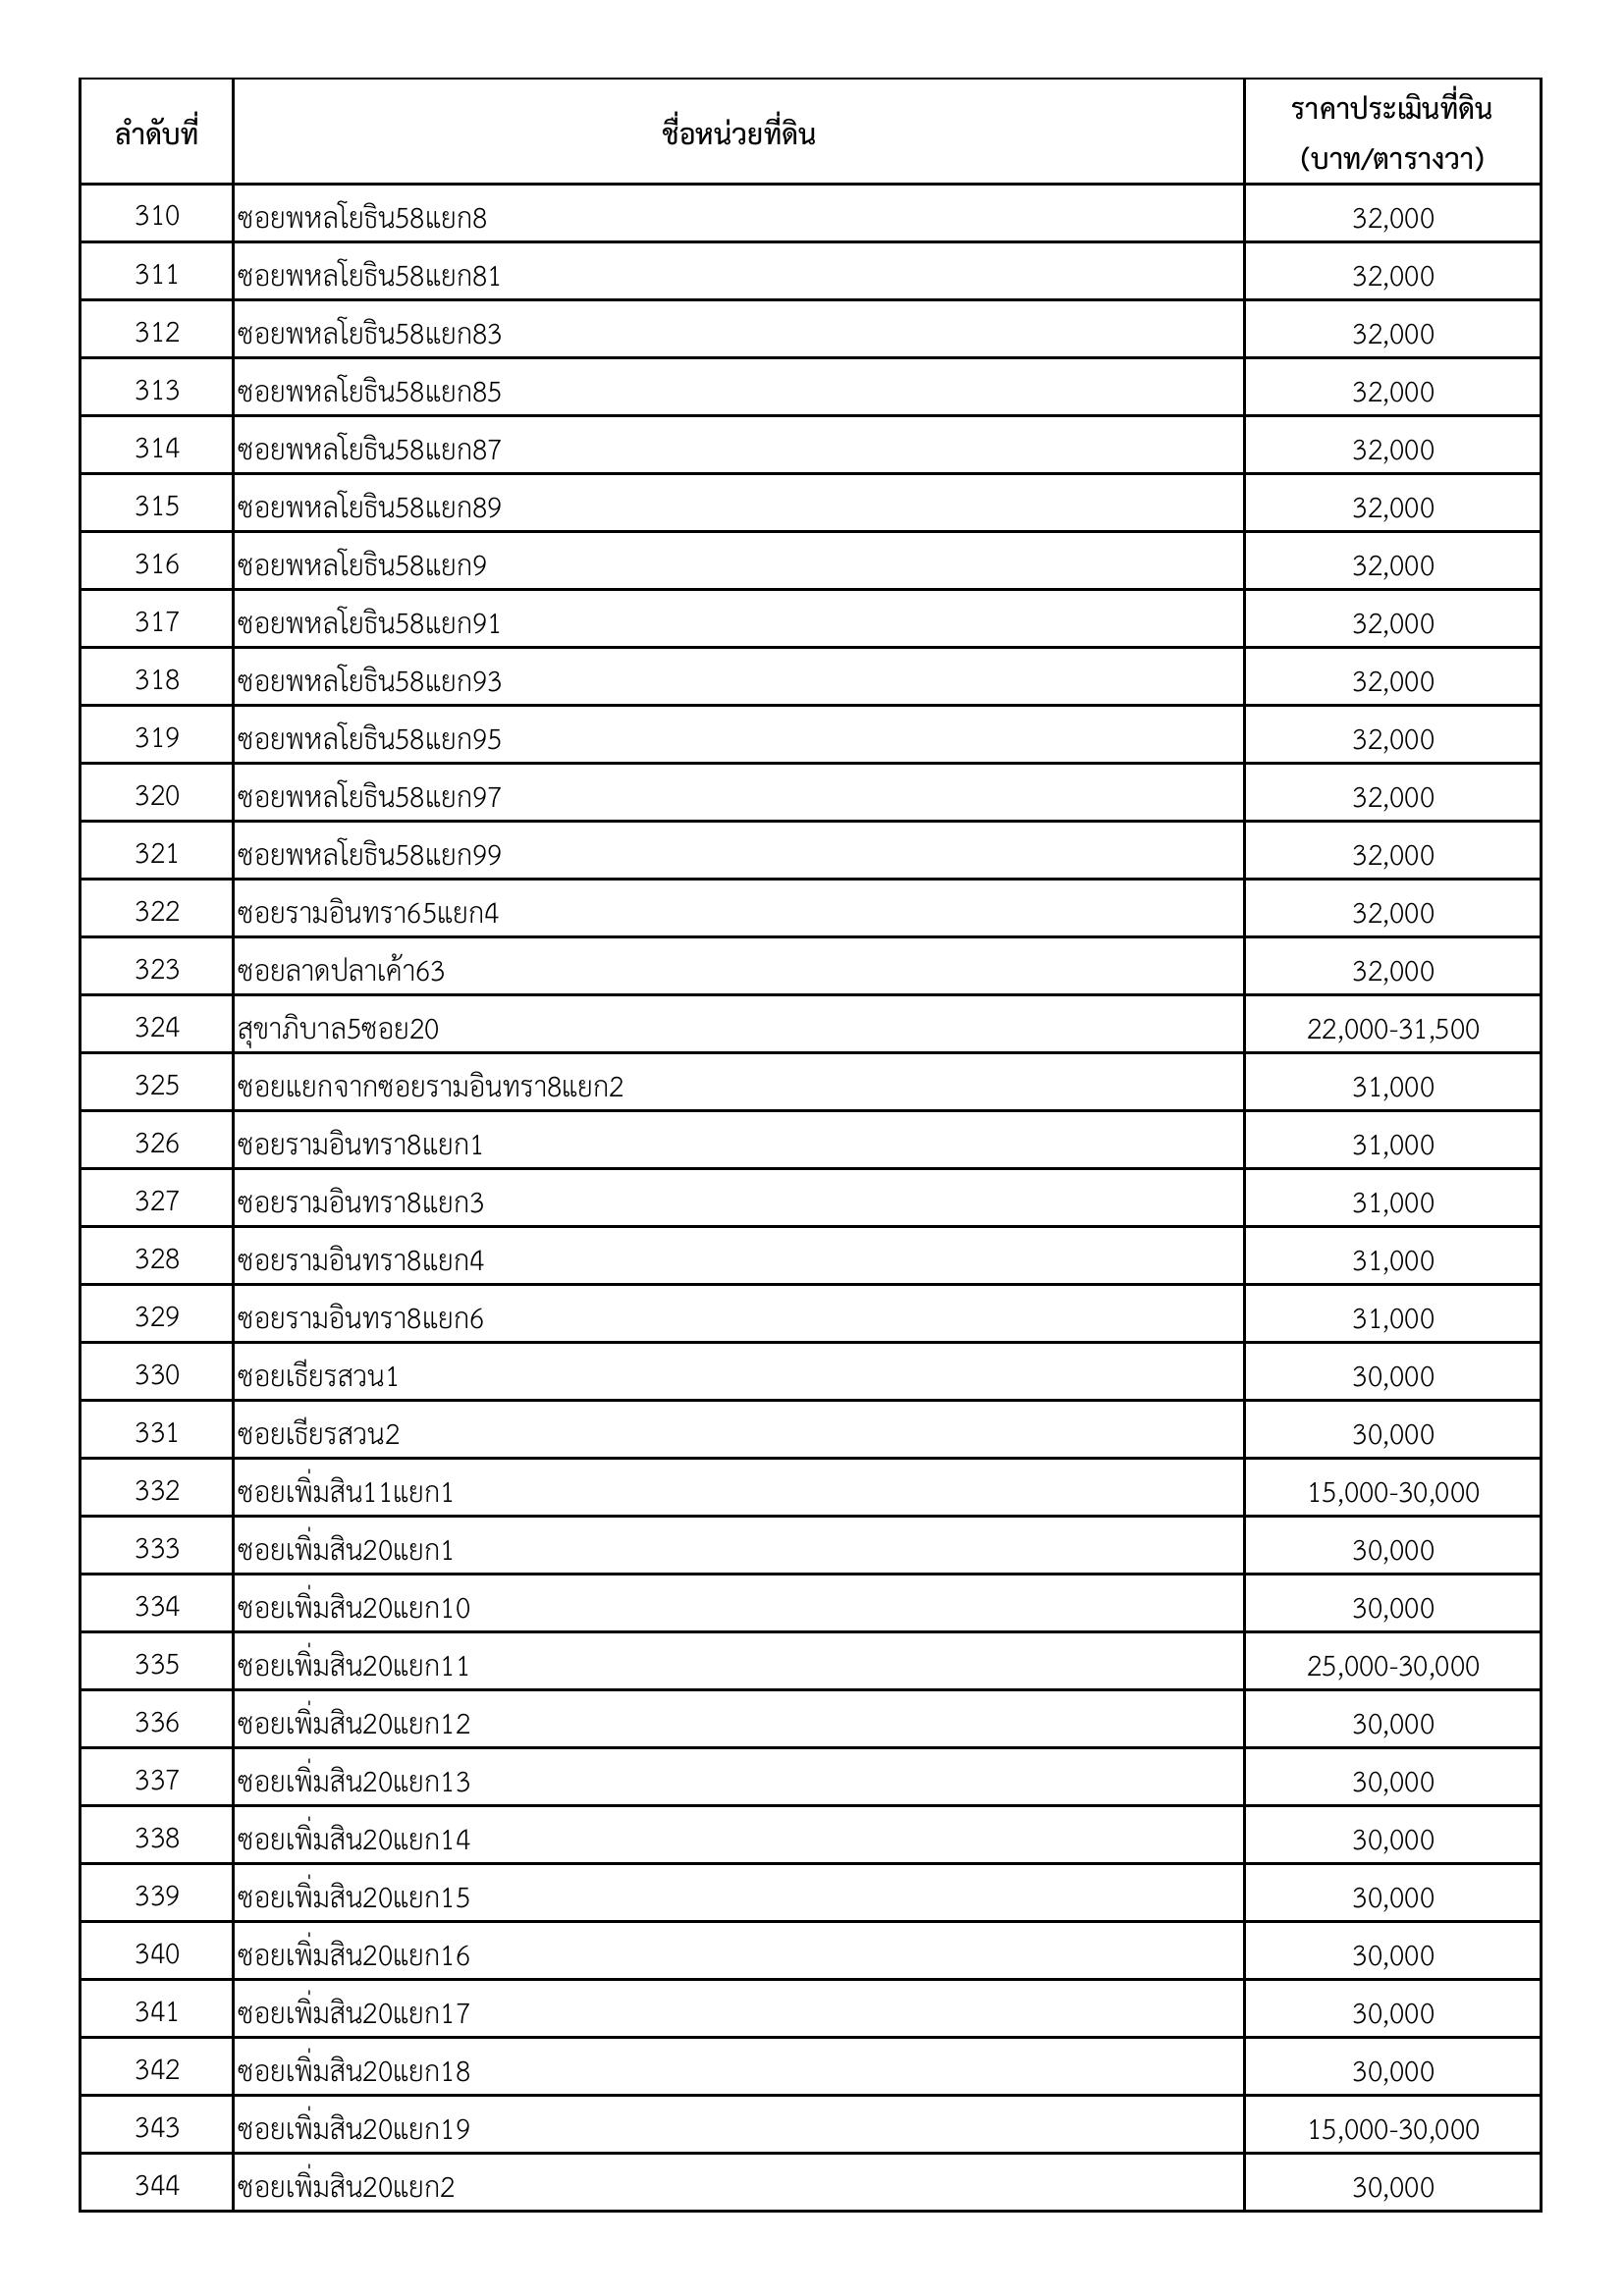 ลำดับที่ ชื่อหน่วยที่ดิน ราคาประเมินที่ดิน
(บาท/ตารางวา)
310 ซอยพหลโยธิน58แยก8 32,000
311 ซอยพหลโยธิน58แยก81 32,000
312 ซอยพหลโยธิน58แยก83 32,000
313 ซอยพหลโยธิน58แยก85 32,000
314 ซอยพหลโยธิน58แยก87 32,000
315 ซอยพหลโยธิน58แยก89 32,000
316 ซอยพหลโยธิน58แยก9 32,000
317 ซอยพหลโยธิน58แยก91 32,000
318 ซอยพหลโยธิน58แยก93 32,000
319 ซอยพหลโยธิน58แยก95 32,000
320 ซอยพหลโยธิน58แยก97 32,000
321 ซอยพหลโยธิน58แยก99 32,000
322 ซอยรามอินทรา65แยก4 32,000
323 ซอยลาดปลาเค้า63 32,000
324 สุขาภิบาล5ซอย20 22,000-31,500
325 ซอยแยกจากซอยรามอินทรา8แยก2 31,000
326 ซอยรามอินทรา8แยก1 31,000
327 ซอยรามอินทรา8แยก3 31,000
328 ซอยรามอินทรา8แยก4 31,000
329 ซอยรามอินทรา8แยก6 31,000
330 ซอยเธียรสวน1 30,000
331 ซอยเธียรสวน2 30,000
332 ซอยเพิ่มสิน11แยก1 15,000-30,000
333 ซอยเพิ่มสิน20แยก1 30,000
334 ซอยเพิ่มสิน20แยก10 30,000
335 ซอยเพิ่มสิน20แยก11 25,000-30,000
336 ซอยเพิ่มสิน20แยก12 30,000
337 ซอยเพิ่มสิน20แยก13 30,000
338 ซอยเพิ่มสิน20แยก14 30,000
339 ซอยเพิ่มสิน20แยก15 30,000
340 ซอยเพิ่มสิน20แยก16 30,000
341 ซอยเพิ่มสิน20แยก17 30,000
342 ซอยเพิ่มสิน20แยก18 30,000
343 ซอยเพิ่มสิน20แยก19 15,000-30,000
344 ซอยเพิ่มสิน20แยก2 30,000